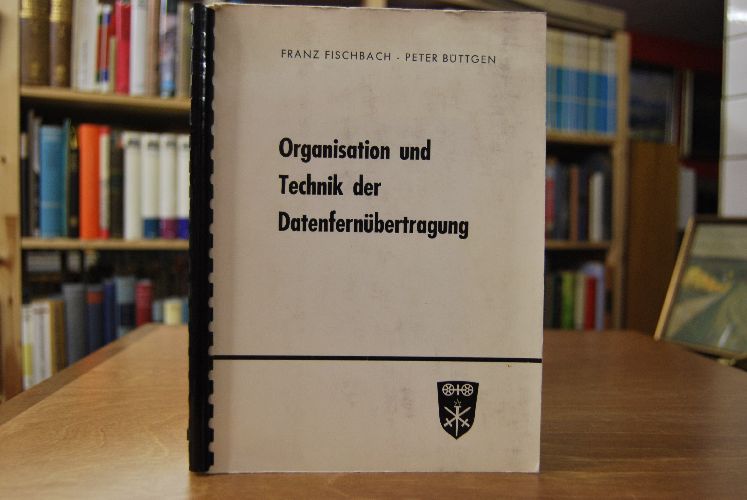 FRANZ FISCHBACH - PETER BÜTTGEN
Organisation und
Technik der
Datenfernübertragung